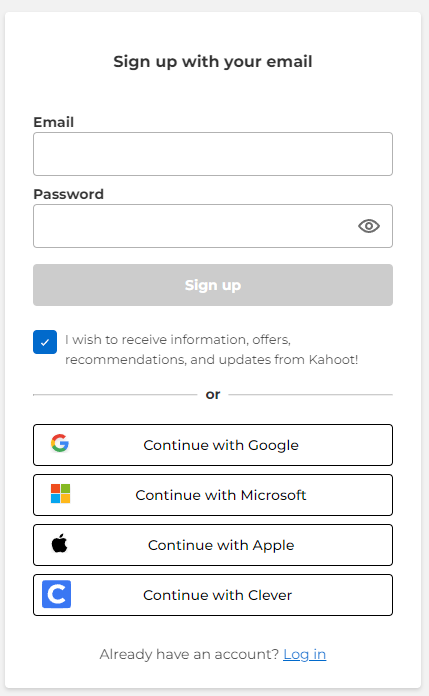 Sign up with your email
Email
Password
Sign up
I wish to receive information, offers,
recommendations, and updates from Kahoot!
or
Continue with Google
Continue with Microsoft
Continue with Apple
Continue with Clever
Already have an account? Log in